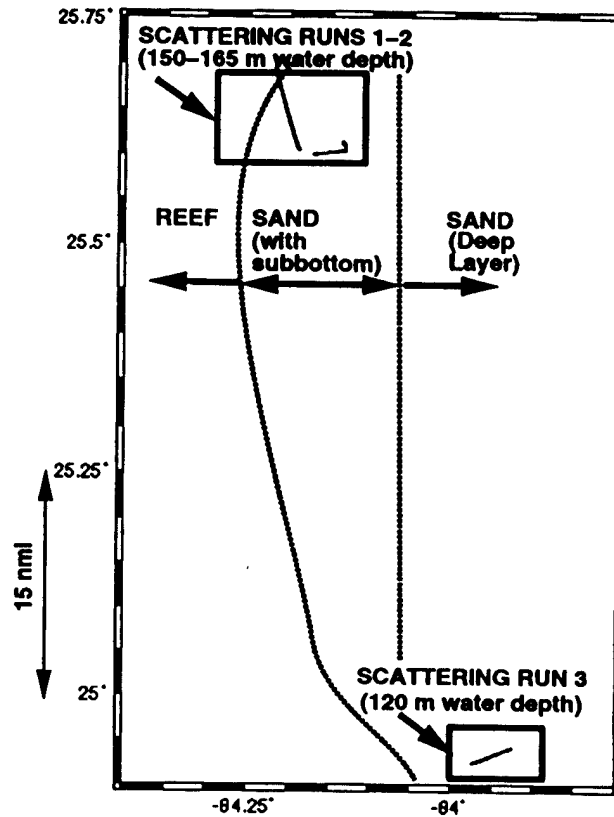 25.75°
SCATTERING RUNS 1–2
(150–165 m water depth)
REEF
SAND
(with
subbottom)
SAND
(Deep
Layer)
25.5°
25.25°
15 nmi
25°
SCATTERING RUN 3
(120 m water depth)
-84.25°
-84°